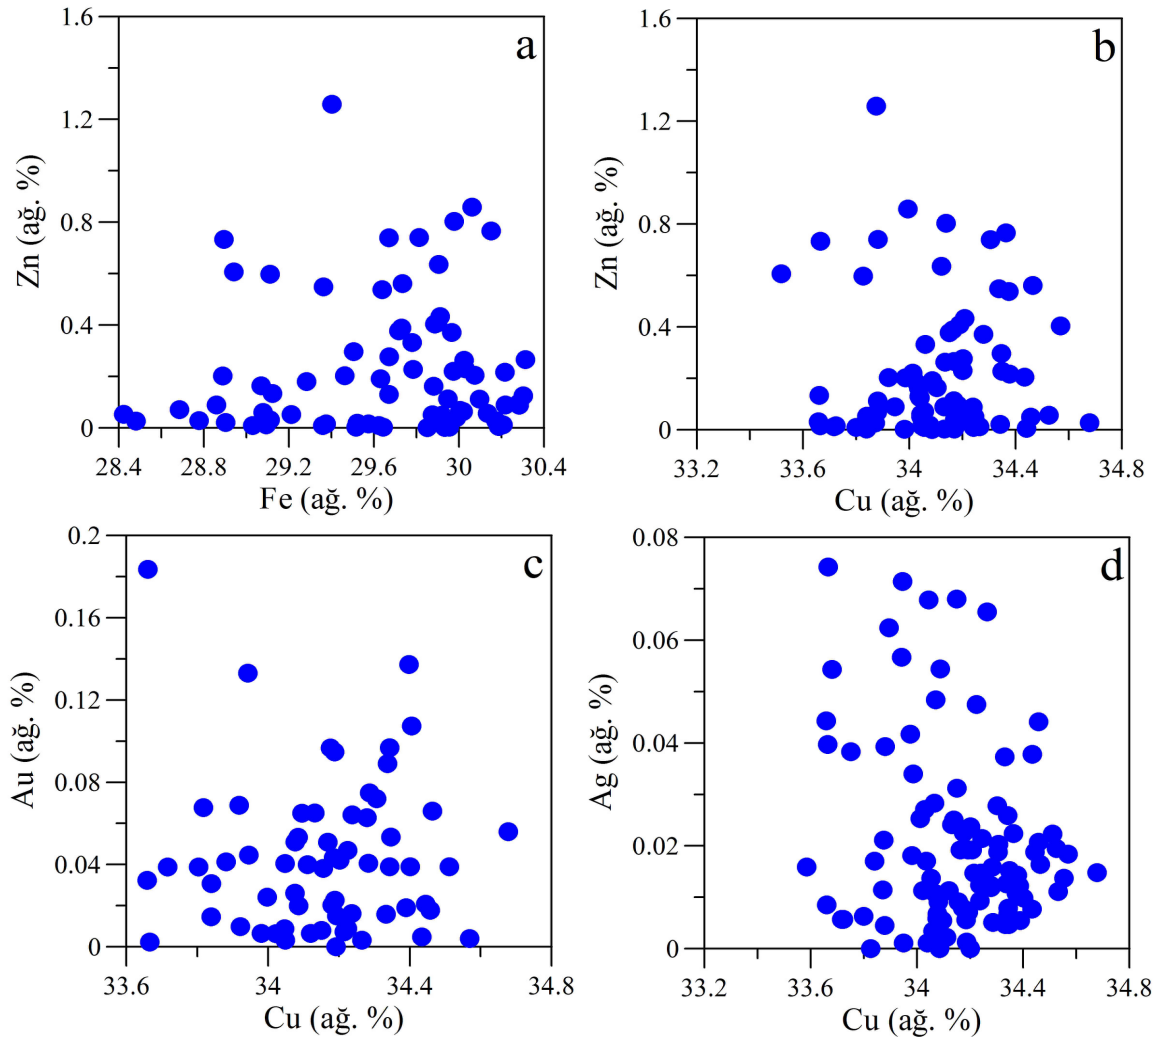 a
Zn (ağ. %)
1.6
1.2
0.8
0.4
0
28.4 28.8 29.2 29.6 30 30.4
Fe (ağ. %)
b
Zn (ağ. %)
1.6
1.2
0.8
0.4
0
33.2 33.6 34 34.4 34.8
Cu (ağ. %)
c
Au (ağ. %)
0.2
0.16
0.12
0.08
0.04
0
33.6 34 34.4 34.8
Cu (ağ. %)
d
Ag (ağ. %)
0.08
0.06
0.04
0.02
0
33.2 33.6 34 34.4 34.8
Cu (ağ. %)